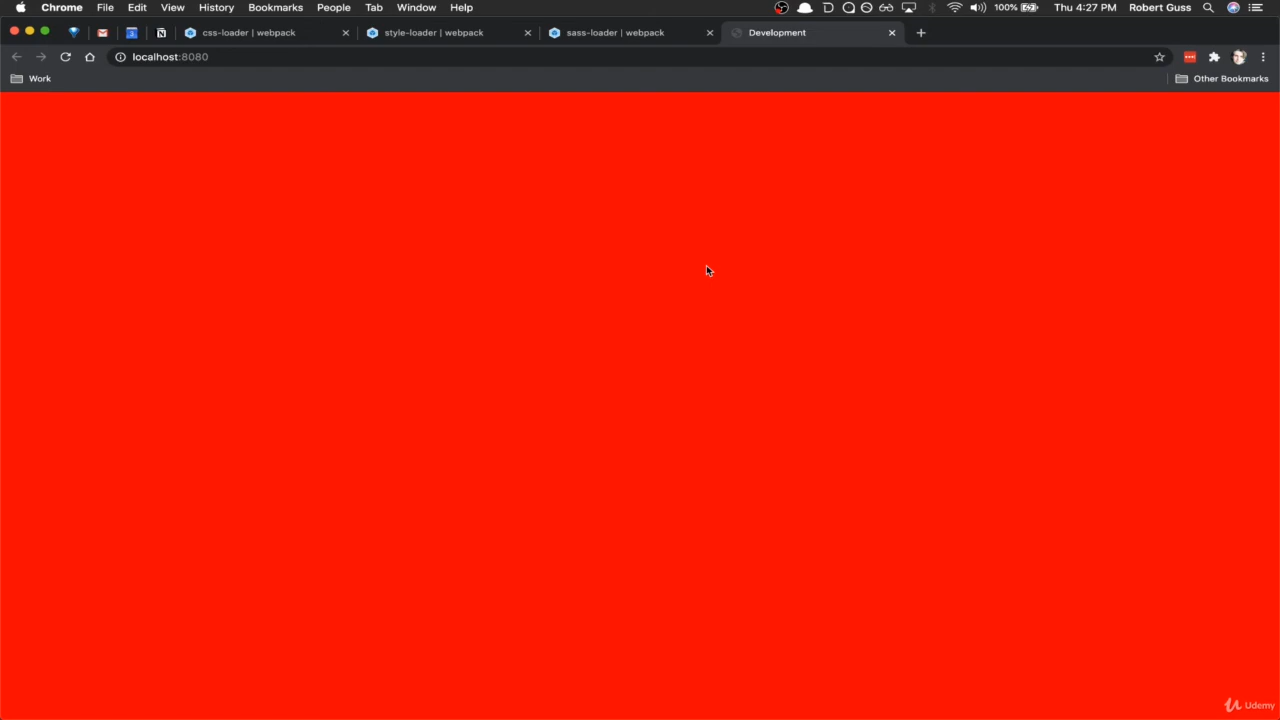 Chrome File Edit View History Bookmarks People Tab Window Help 100% Thu 4:27 PM Robert Guss
css-loader | webpack style-loader | webpack sass-loader | webpack Development
localhost:8080
Work Other Bookmarks
Udemy